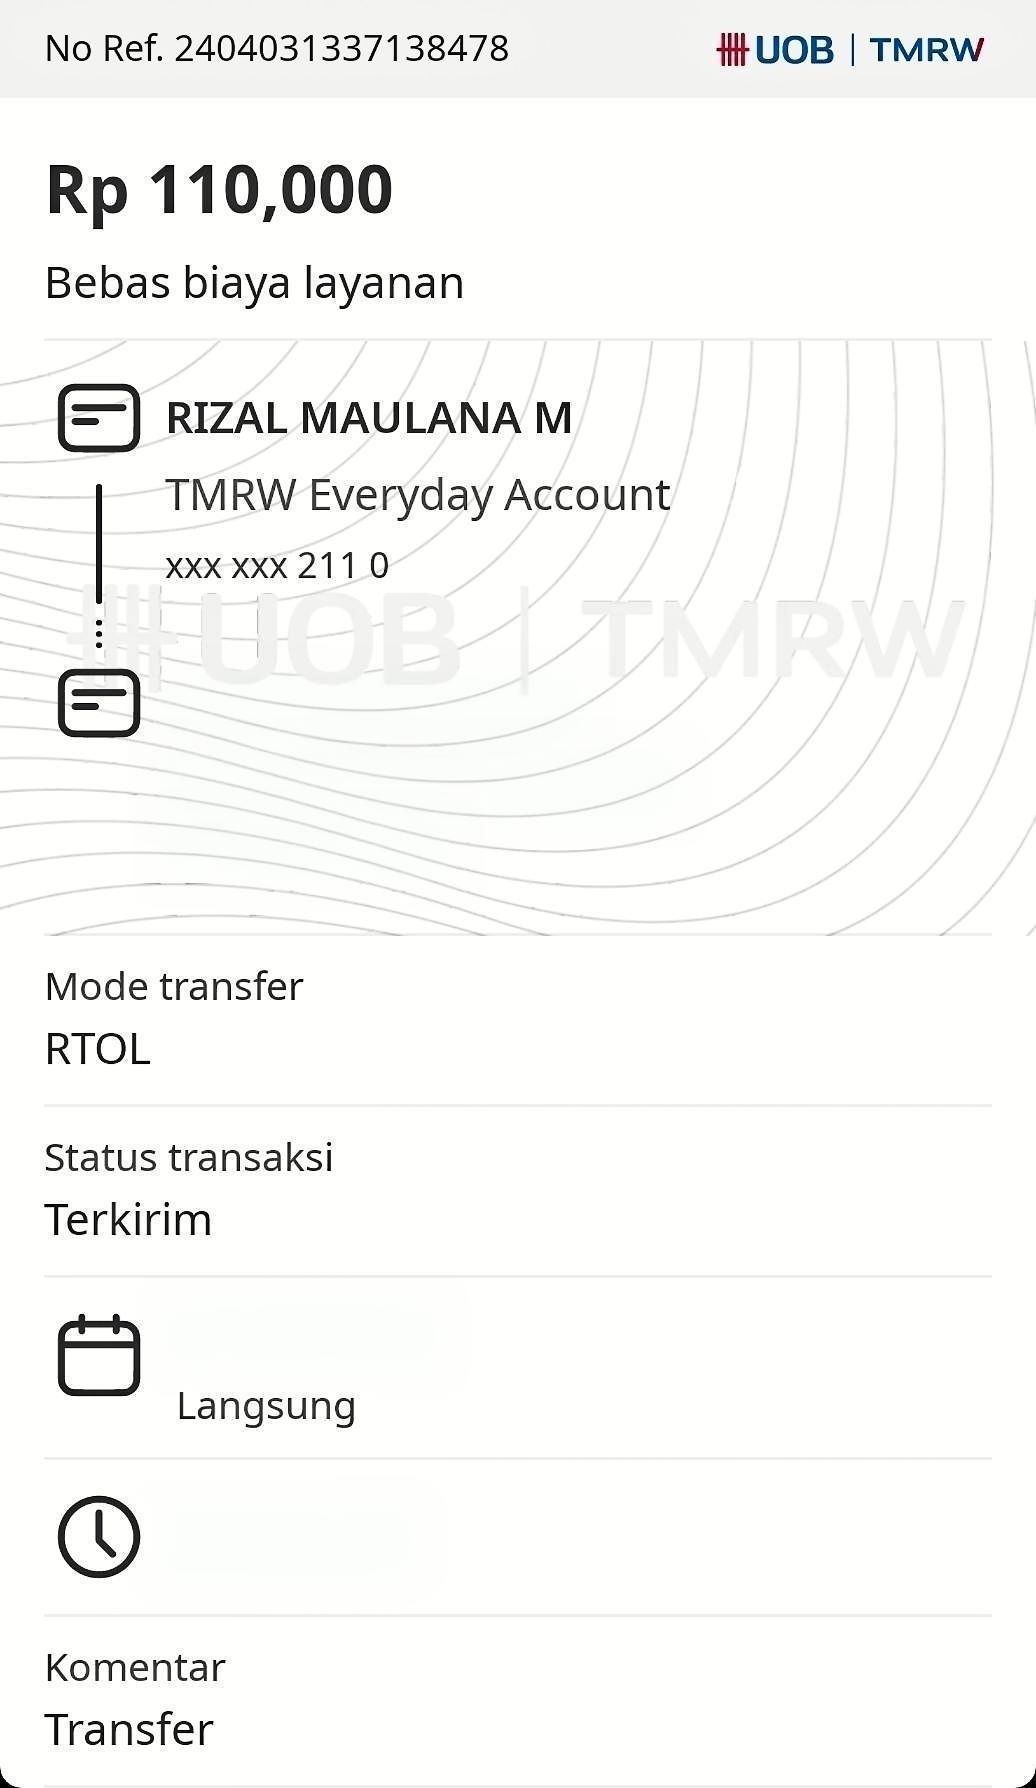 No Ref. 2404031337138478
UOB | TMRW
Rp 110,000
Bebas biaya layanan
RIZAL MAULANA M
TMRW Everyday Account
xxx xxx 211 0
UOB | TMRW
Mode transfer
RTOL
Status transaksi
Terkirim
Langsung
Komentar
Transfer